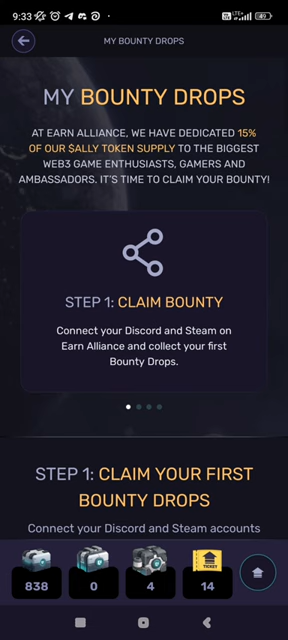 9:33
LTE+
49
MY BOUNTY DROPS
MY BOUNTY DROPS
AT EARN ALLIANCE, WE HAVE DEDICATED 15%
OF OUR $ALLY TOKEN SUPPLY TO THE BIGGEST
WEB3 GAME ENTHUSIASTS, GAMERS AND
AMBASSADORS. IT'S TIME TO CLAIM YOUR BOUNTY!
STEP 1: CLAIM BOUNTY
Connect your Discord and Steam on
Earn Alliance and collect your first
Bounty Drops.
STEP 1: CLAIM YOUR FIRST
BOUNTY DROPS
Connect your Discord and Steam accounts
TICKET
838 0 4 14